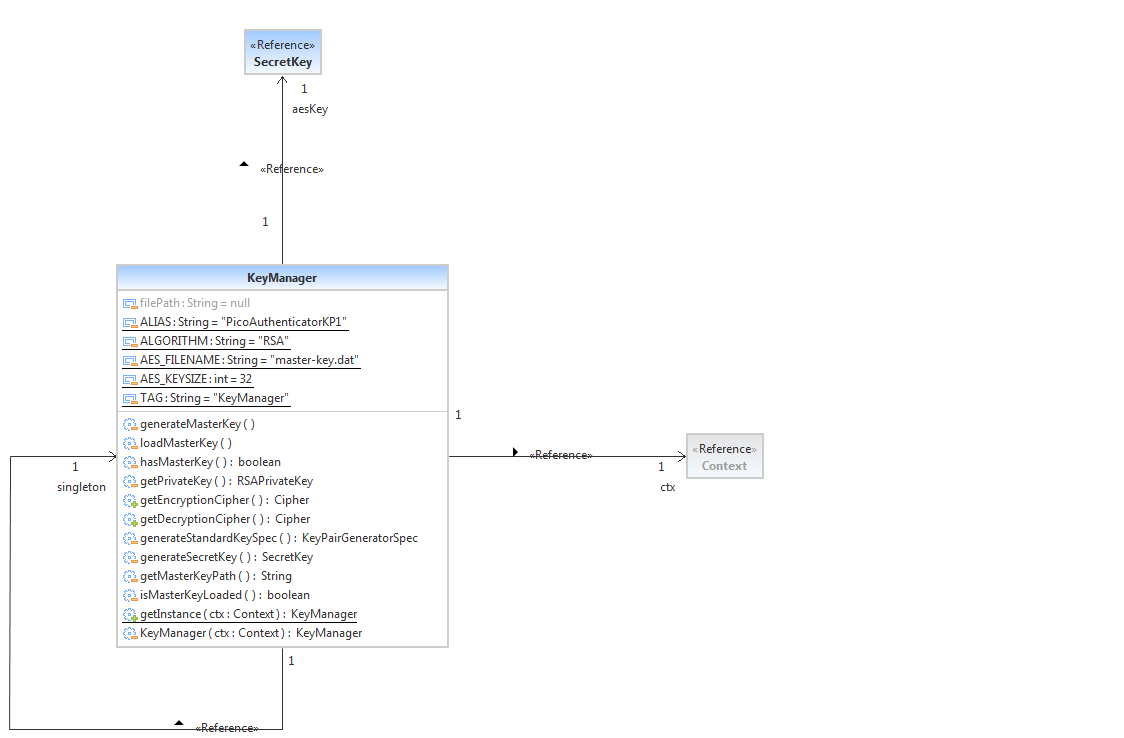 «Reference»
SecretKey
1
aesKey
«Reference»
1
KeyManager
filePath : String = null
ALIAS : String = "PicoAuthenticatorKP1"
ALGORITHM : String = "RSA"
AES_FILENAME : String = "master-key.dat"
AES_KEYSIZE : int = 32
TAG : String = "KeyManager"
generateMasterKey ( )
loadMasterKey ( )
hasMasterKey ( ) : boolean
getPrivateKey ( ) : RSAPrivateKey
getEncryptionCipher ( ) : Cipher
getDecryptionCipher ( ) : Cipher
generateStandardKeySpec ( ) : KeyPairGeneratorSpec
generateSecretKey ( ) : SecretKey
getMasterKeyPath ( ) : String
isMasterKeyLoaded ( ) : boolean
getInstance ( ctx : Context ) : KeyManager
KeyManager ( ctx : Context ) : KeyManager
1
«Reference»
1
ctx
«Reference»
Context
1
singleton
1
«Reference»